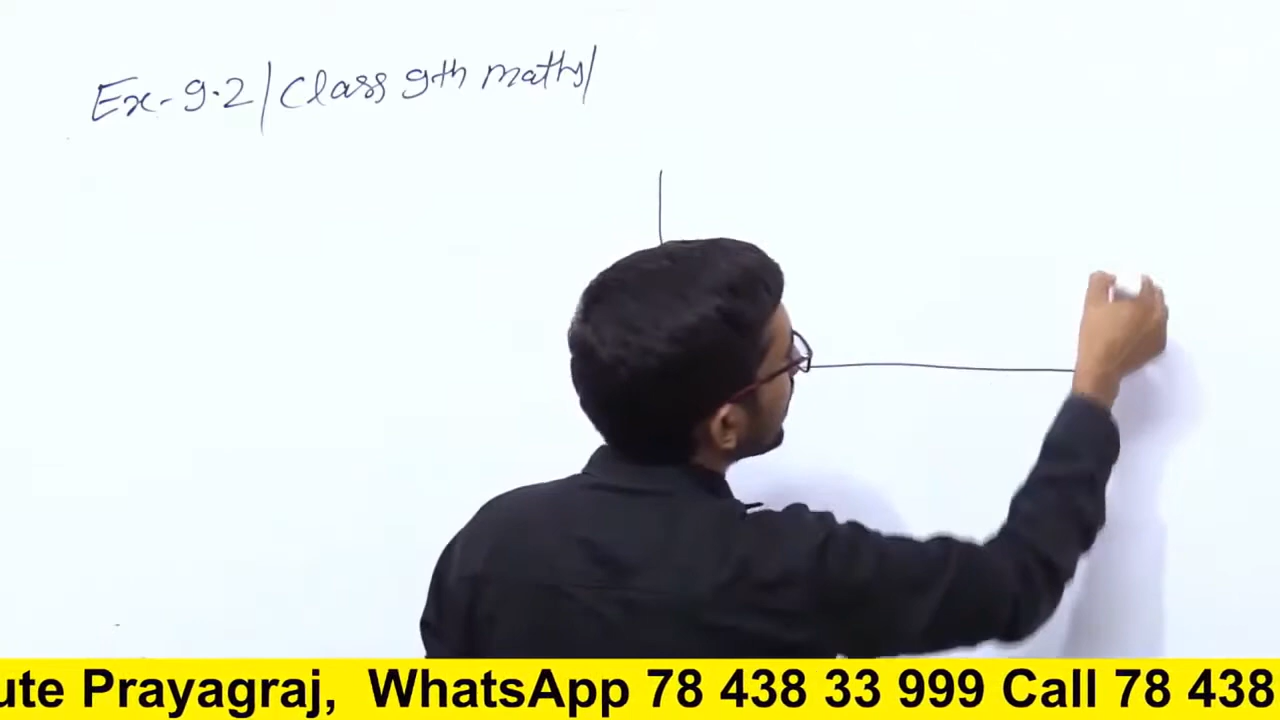 Ex-9.2/Class 9th maths/
ute Prayagraj, WhatsApp 78 438 33 999 Call 78 438